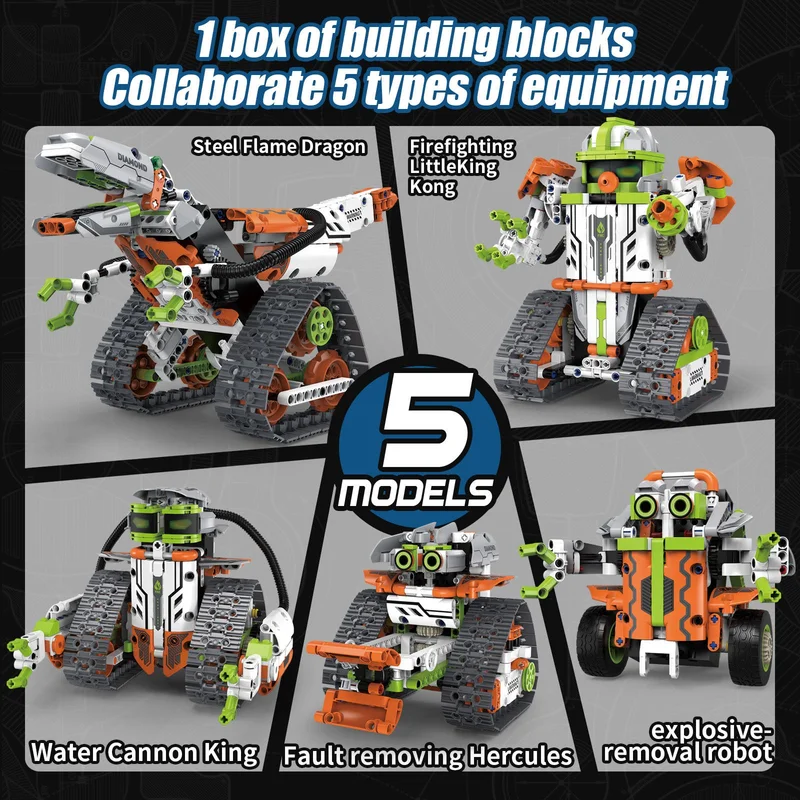 1 box of building blocks
Collaborate 5 types of equipment
Steel Flame Dragon
Firefighting
LittleKing
Kong
DIAMOND
5
MODELS
Water Cannon King
Fault removing Hercules
explosive-
removal robot